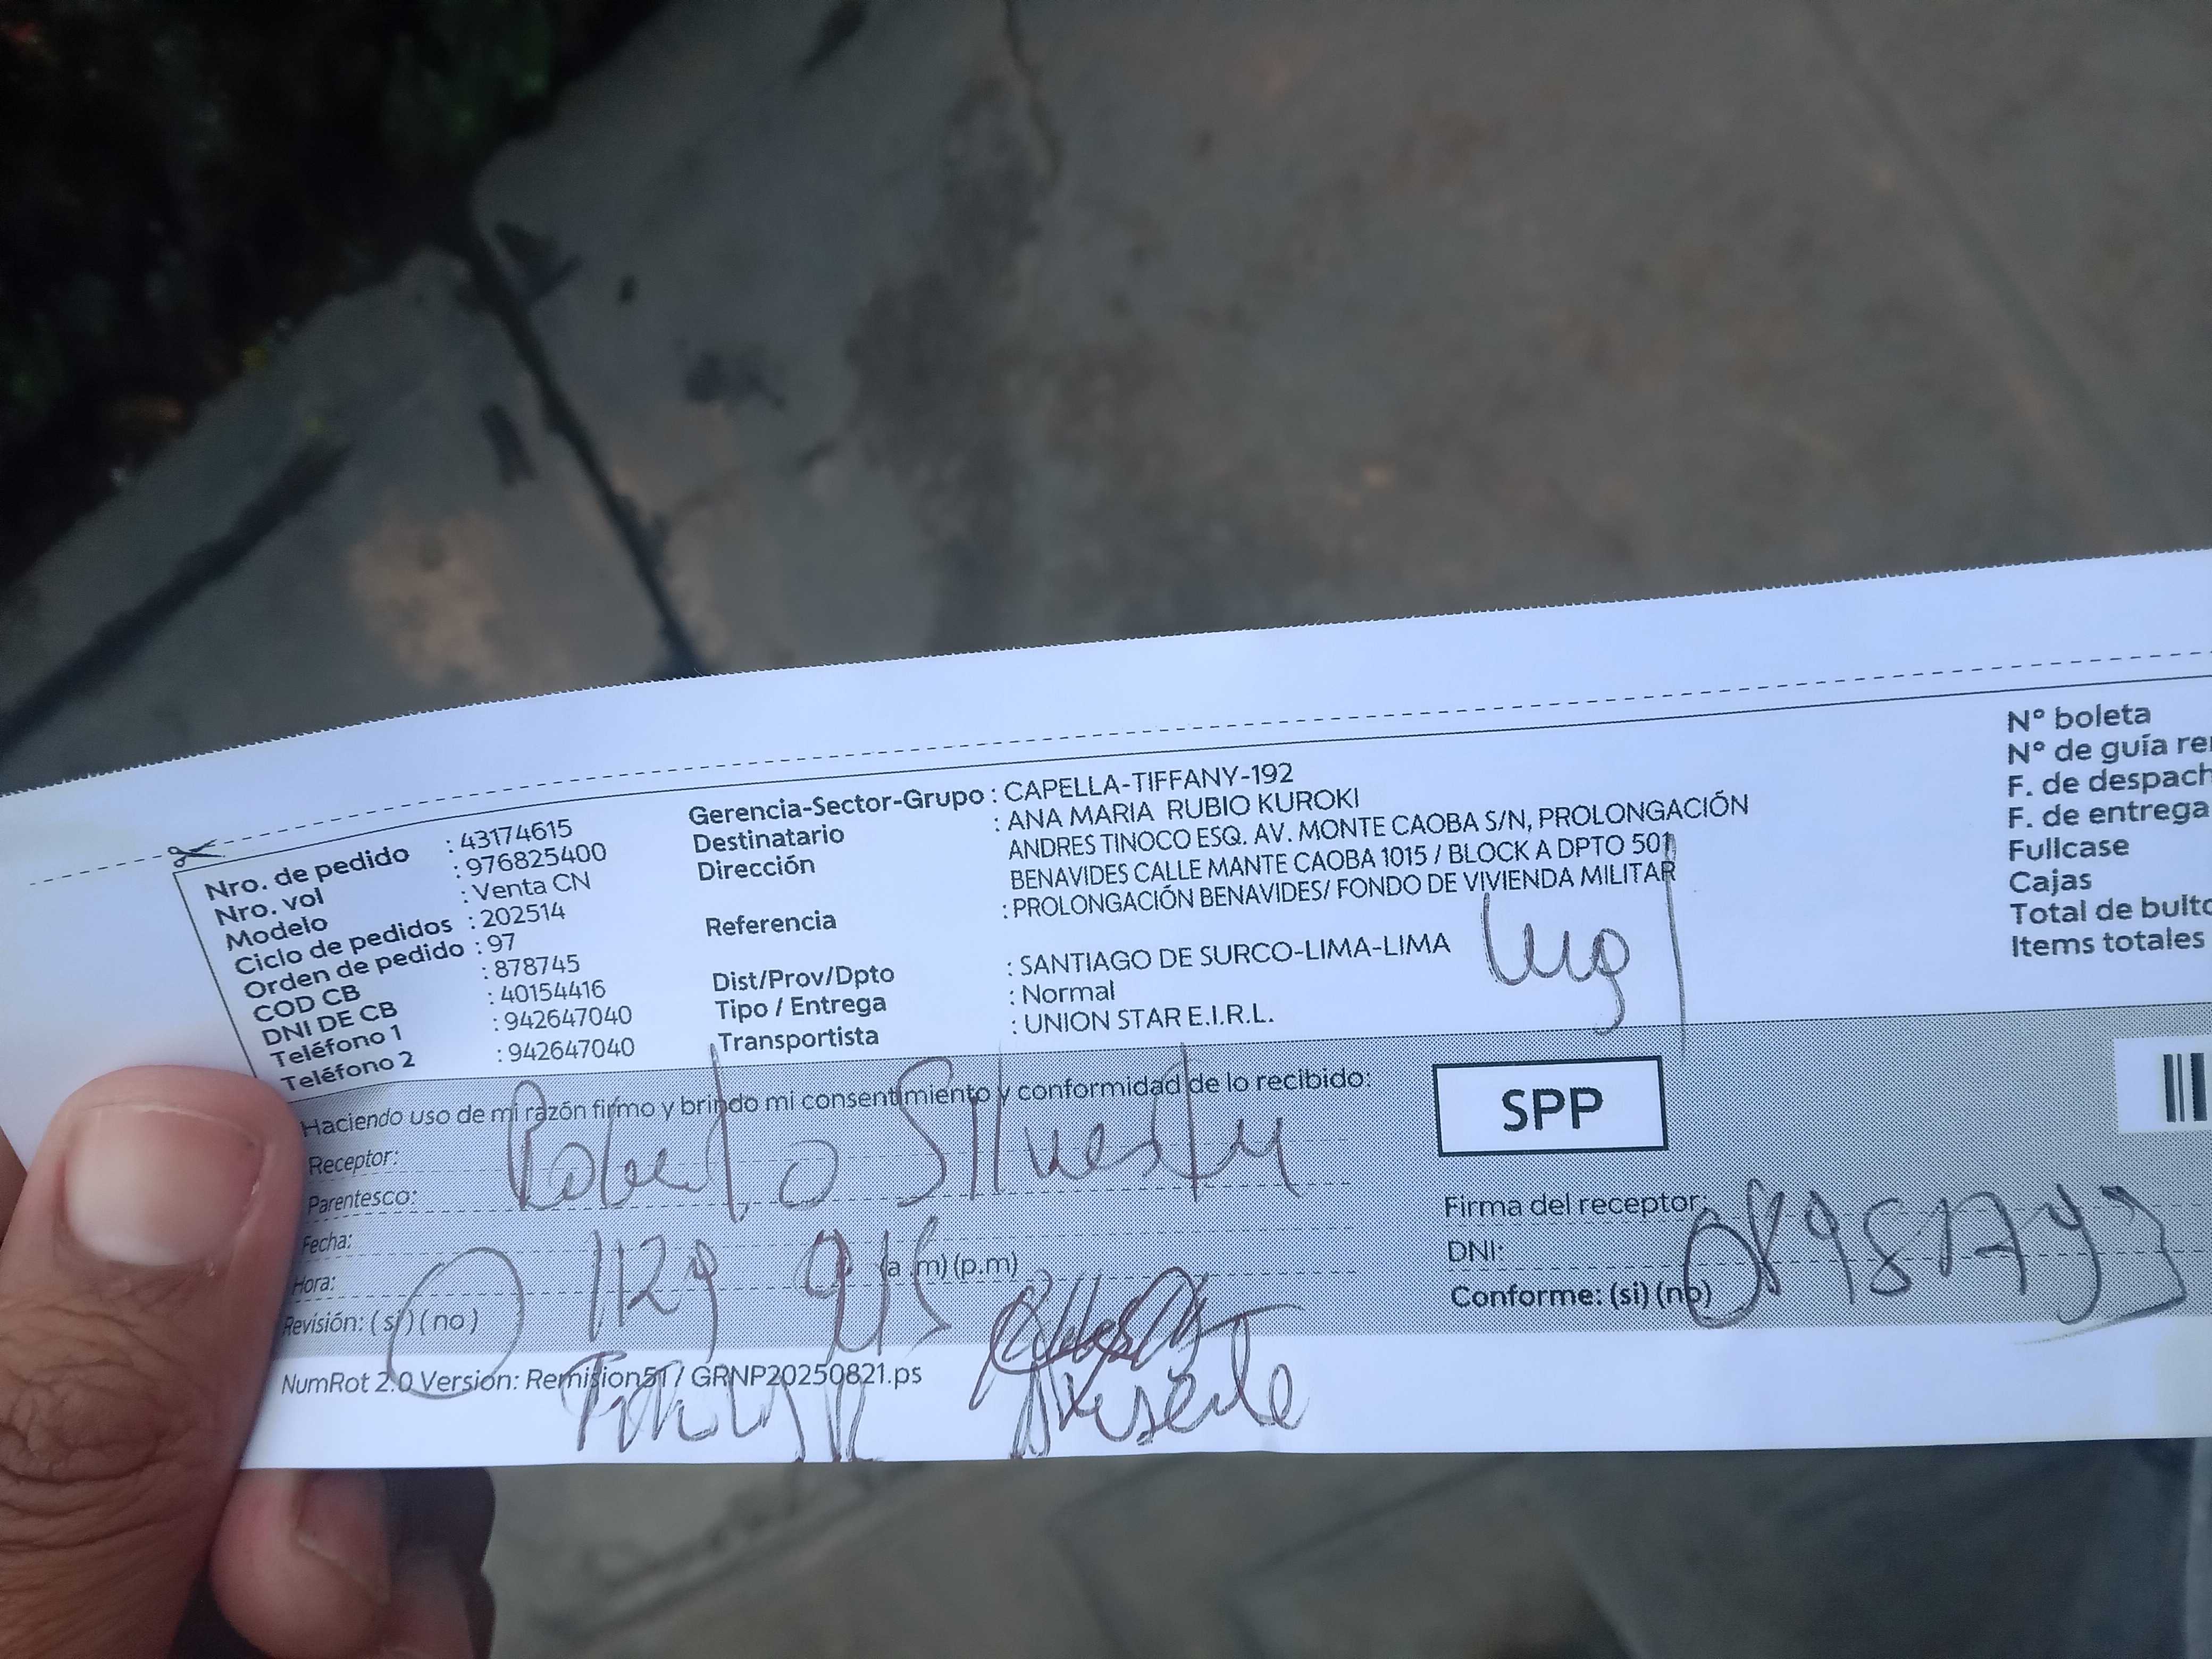 Nro. de pedido : 43174615
Nro. vol : 976825400
Modelo : Venta CN
Ciclo de pedidos : 202514
Orden de pedido : 97
COD CB : 878745
DNI DE CB : 40154416
Teléfono 1 : 942647040
Teléfono 2 : 942647040
Gerencia-Sector-Grupo : CAPELLA-TIFFANY-192
Destinatario : ANA MARIA RUBIO KUROKI
Dirección ANDRES TINOCO ESQ. AV. MONTE CAOBA S/N, PROLONGACIÓN
BENAVIDES CALLE MANTE CAOBA 1015 / BLOCK A DPTO 501
Referencia : PROLONGACIÓN BENAVIDES/ FONDO DE VIVIENDA MILITAR
Dist/Prov/Dpto : SANTIAGO DE SURCO-LIMA-LIMA
Tipo / Entrega : Normal
Transportista : UNION STAR E.I.R.L.
N° boleta
N° de guía re
F. de despach
F. de entrega
Fullcase
Cajas
Total de bulto
Items totales
Haciendo uso de mi razón firmo y brindo mi consentimiento y conformidad de lo recibido:
Receptor: Roberto Silvestre
Parentesco:
Fecha:
Hora: (a.m) (p.m)
Revisión: (si) (no)
SPP
Firma del receptor:
DNI:
Conforme: (si) (no)
NumRot 2.0 Version: Remision51 / GRNP20250821.ps